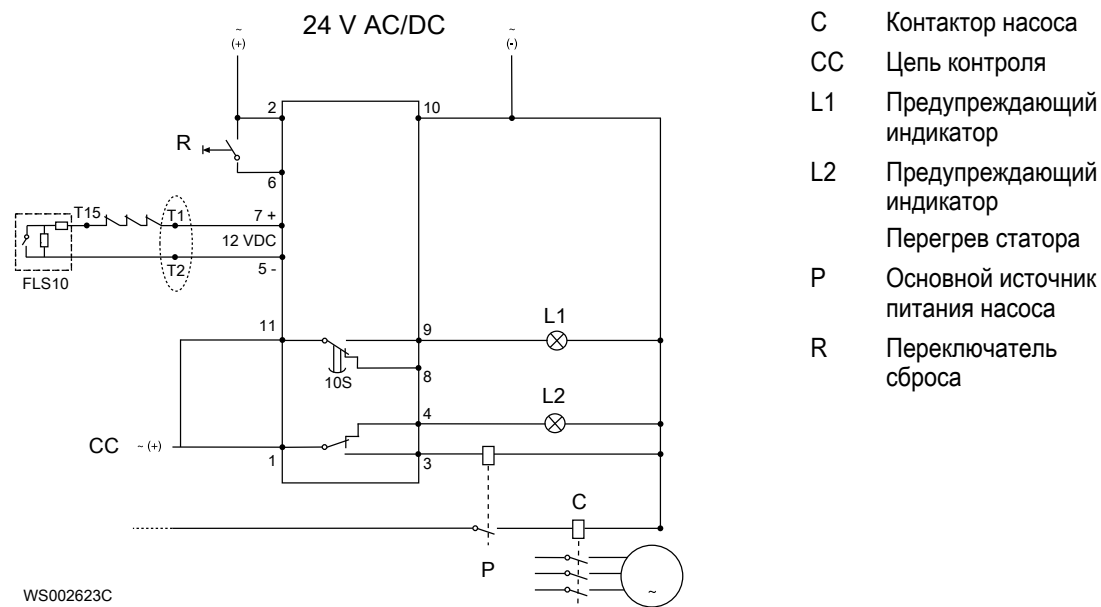 24 V AC/DC
~
(+)
~
(-)
2
10
R
6
T15
T1
7 +
12 VDC
T2
5 -
FLS10
11
9
L1
10S
8
4
L2
CC ~ (+)
1
3
C
P
~
WS002623C
C Контактор насоса
CC Цепь контроля
L1 Предупреждающий
индикатор
L2 Предупреждающий
индикатор
Перегрев статора
P Основной источник
питания насоса
R Переключатель
сброса